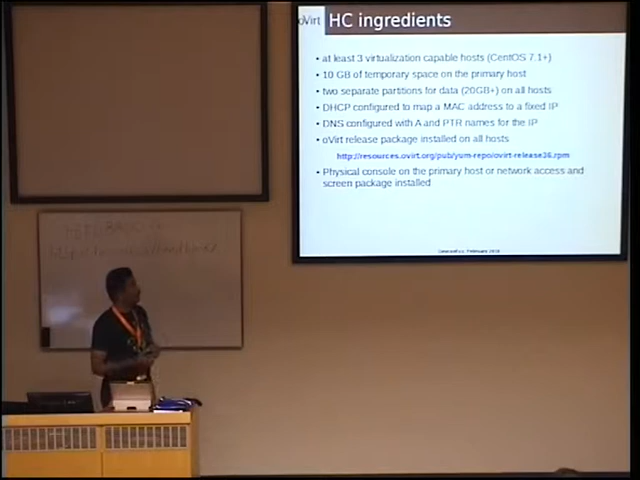 oVirt
HC ingredients
• at least 3 virtualization capable hosts (CentOS 7.1+)
• 10 GB of temporary space on the primary host
• two separate partitions for data (20GB+) on all hosts
• DHCP configured to map a MAC address to a fixed IP
• DNS configured with A and PTR names for the IP
• oVirt release package installed on all hosts
http://resources.ovirt.org/pub/yum-repo/ovirt-release36.rpm
• Physical console on the primary host or network access and
screen package installed